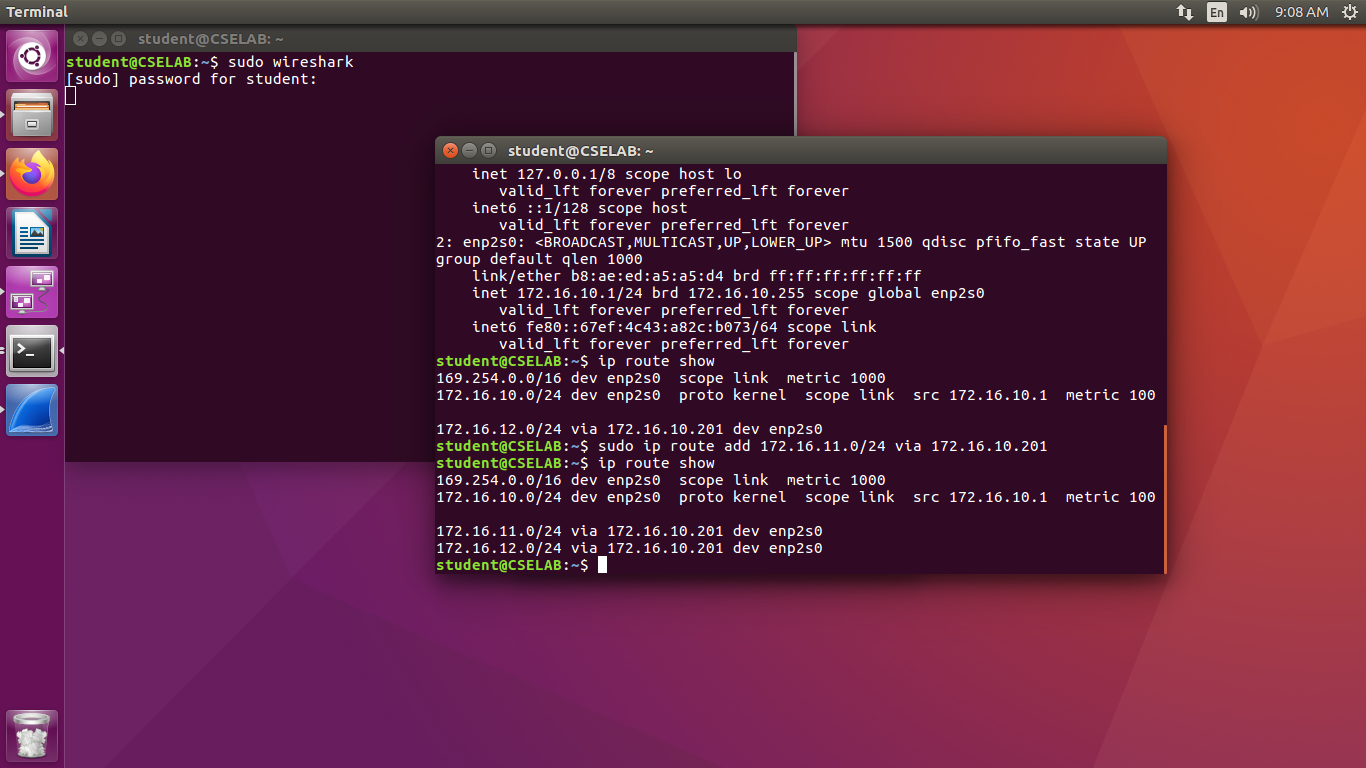 Terminal
En
9:08 AM
student@CSELAB: ~
student@CSELAB:~$ sudo wireshark
[sudo] password for student:
student@CSELAB: ~
inet 127.0.0.1/8 scope host lo
valid_lft forever preferred_lft forever
inet6 ::1/128 scope host
valid_lft forever preferred_lft forever
2: enp2s0: <BROADCAST,MULTICAST,UP,LOWER_UP> mtu 1500 qdisc pfifo_fast state UP
group default qlen 1000
link/ether b8:ae:ed:a5:a5:d4 brd ff:ff:ff:ff:ff:ff
inet 172.16.10.1/24 brd 172.16.10.255 scope global enp2s0
valid_lft forever preferred_lft forever
inet6 fe80::67ef:4c43:a82c:b073/64 scope link
valid_lft forever preferred_lft forever
student@CSELAB:~$ ip route show
169.254.0.0/16 dev enp2s0  scope link  metric 1000
172.16.10.0/24 dev enp2s0  proto kernel  scope link  src 172.16.10.1  metric 100
172.16.12.0/24 via 172.16.10.201 dev enp2s0
student@CSELAB:~$ sudo ip route add 172.16.11.0/24 via 172.16.10.201
student@CSELAB:~$ ip route show
169.254.0.0/16 dev enp2s0  scope link  metric 1000
172.16.10.0/24 dev enp2s0  proto kernel  scope link  src 172.16.10.1  metric 100
172.16.11.0/24 via 172.16.10.201 dev enp2s0
172.16.12.0/24 via 172.16.10.201 dev enp2s0
student@CSELAB:~$